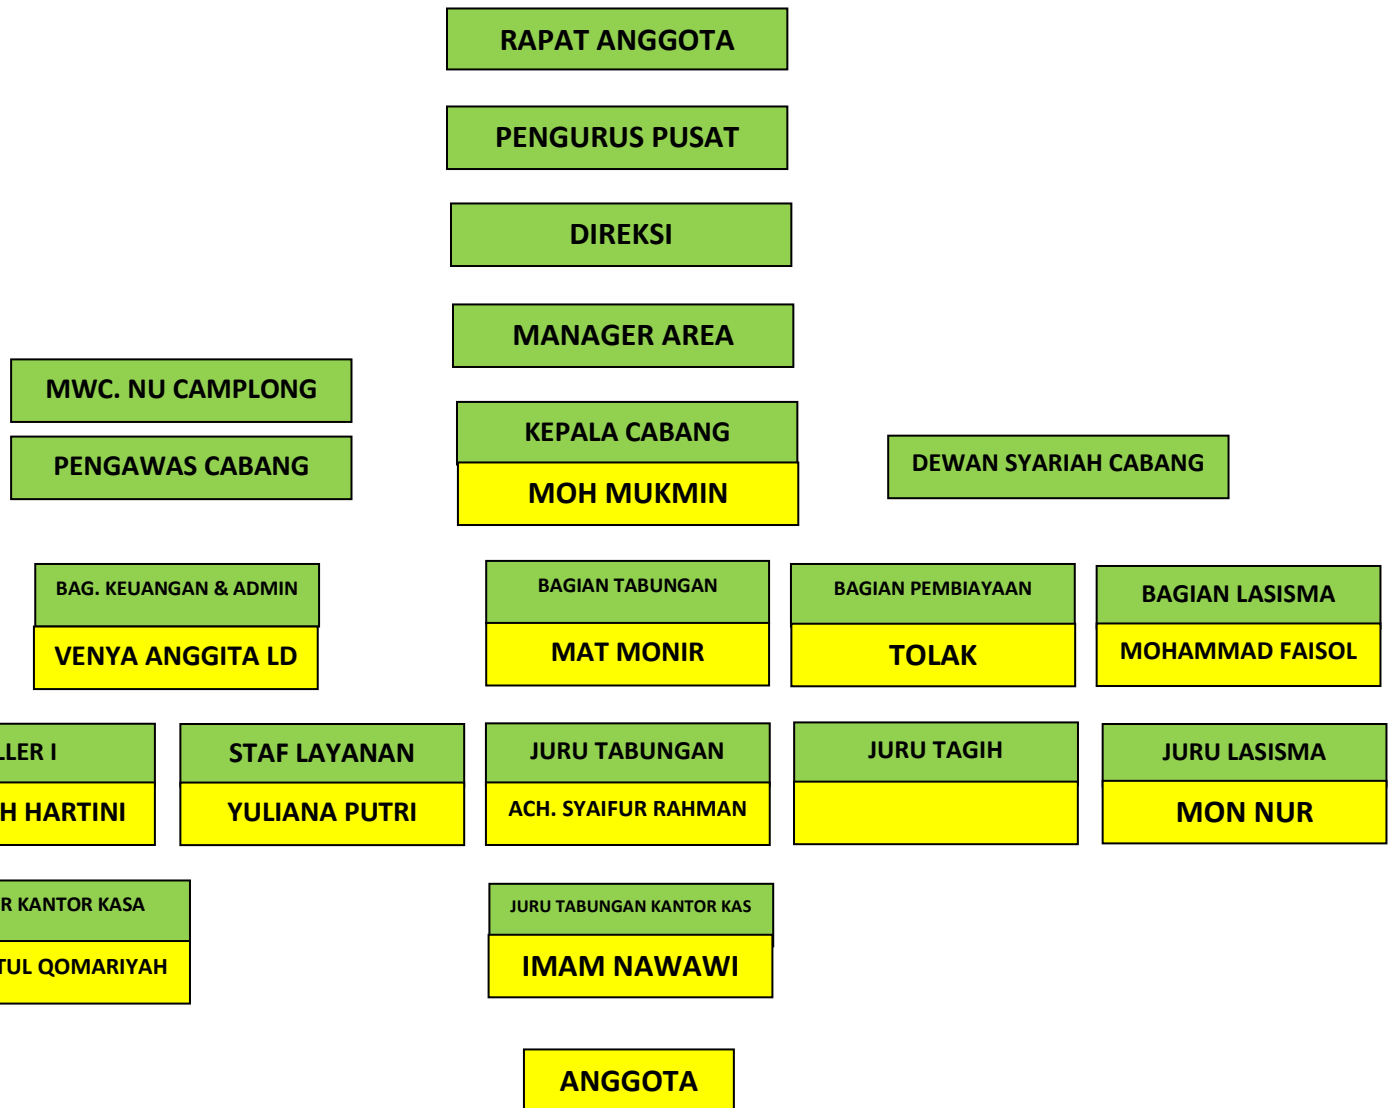 RAPAT ANGGOTA
PENGURUS PUSAT
DIREKSI
MANAGER AREA
MWC. NU CAMPLONG
KEPALA CABANG
PENGAWAS CABANG
DEWAN SYARIAH CABANG
MOH MUKMIN
BAG. KEUANGAN & ADMIN
BAGIAN TABUNGAN
BAGIAN PEMBIAYAAN
BAGIAN LASISMA
VENYA ANGGITA LD
MAT MONIR
TOLAK
MOHAMMAD FAISOL
LLER I
STAF LAYANAN
JURU TABUNGAN
JURU TAGIH
JURU LASISMA
H HARTINI
YULIANA PUTRI
ACH. SYAIFUR RAHMAN
MON NUR
R KANTOR KASA
JURU TABUNGAN KANTOR KAS
TUL QOMARIYAH
IMAM NAWAWI
ANGGOTA